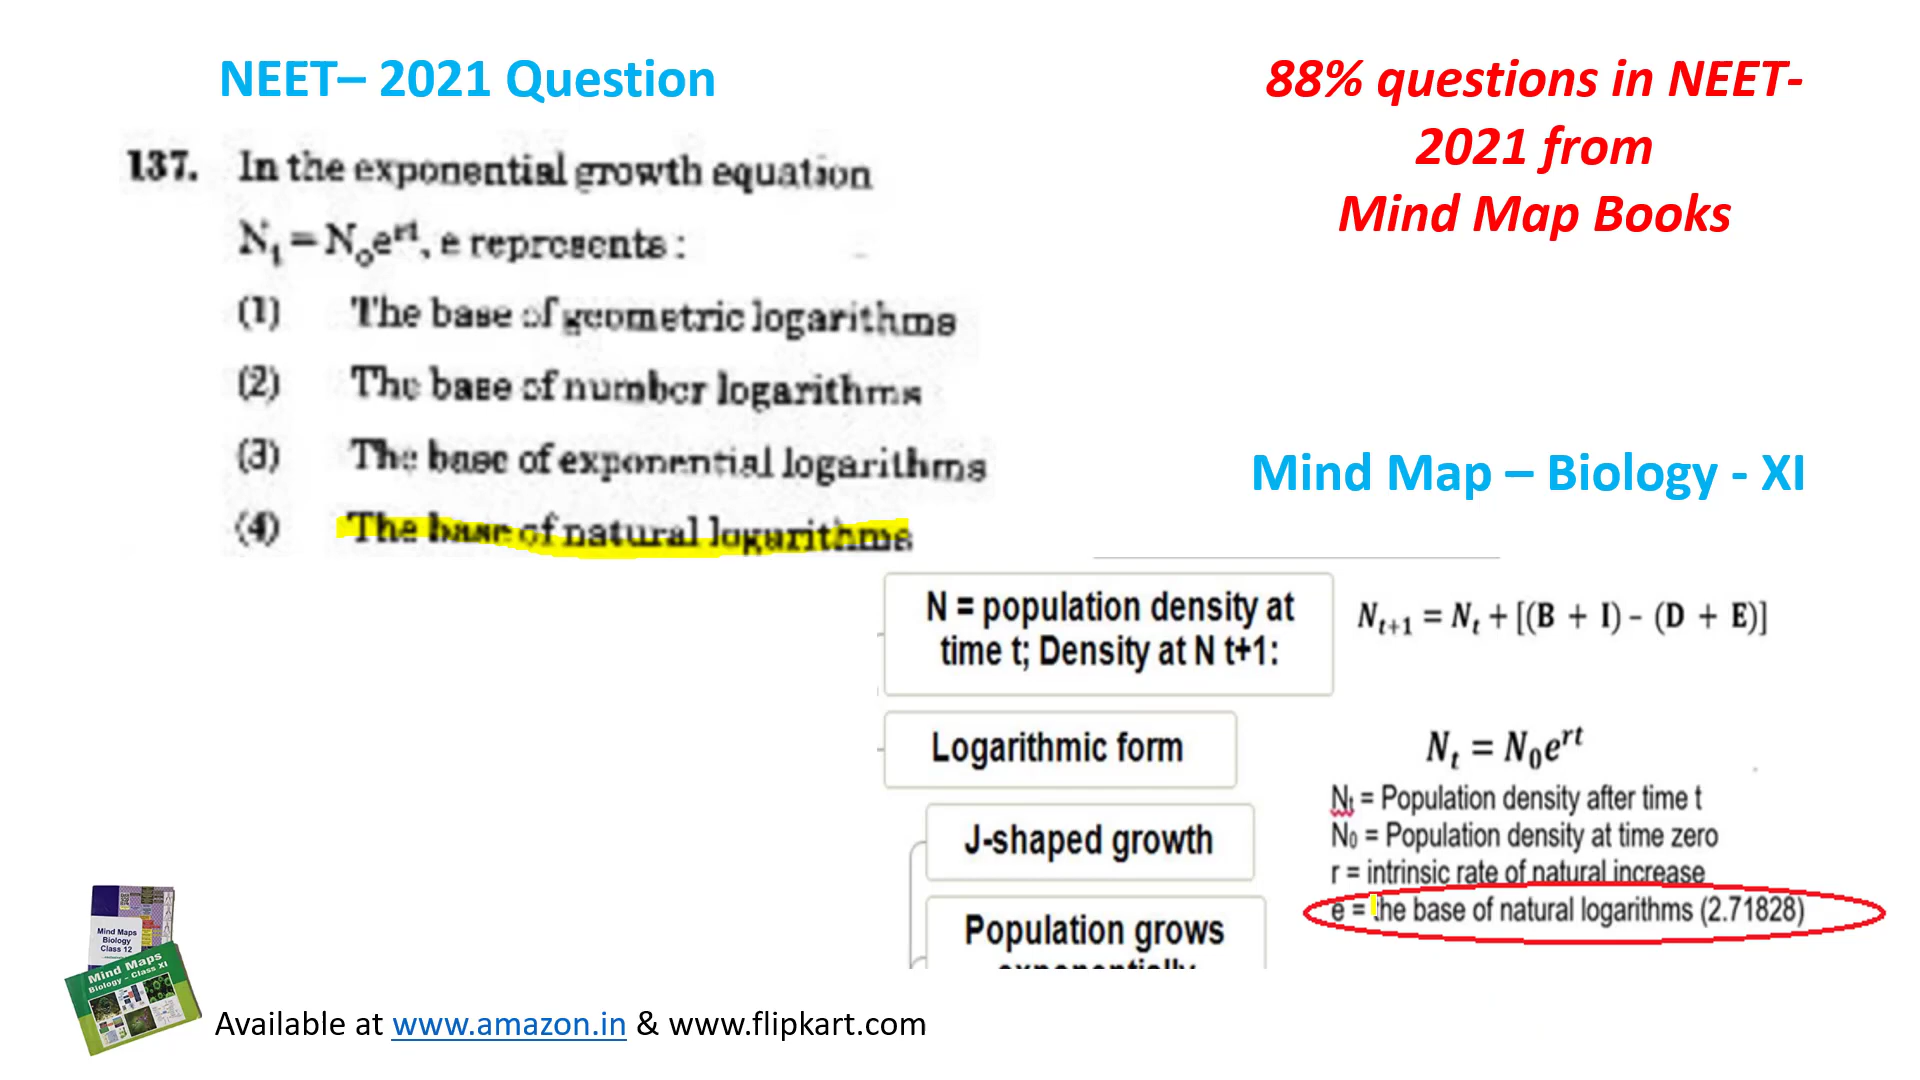 NEET– 2021 Question
137. In the exponential growth equation
Nt = Noe^rt, e represents :
(1) The base of geometric logarithms
(2) The base of number logarithms
(3) The base of exponential logarithms
(4) The base of natural logarithms
88% questions in NEET-
2021 from
Mind Map Books
Mind Map – Biology - XI
N = population density at
time t; Density at N t+1:
Nt+1 = Nt + [(B + I) – (D + E)]
Logarithmic form
Nt = N0e^rt
Nt = Population density after time t
N0 = Population density at time zero
r = intrinsic rate of natural increase
e = the base of natural logarithms (2.71828)
J-shaped growth
Population grows
exponentially
Mind Maps
Biology
Class 12
Mind Maps
Biology – Class XI
Available at www.amazon.in & www.flipkart.com